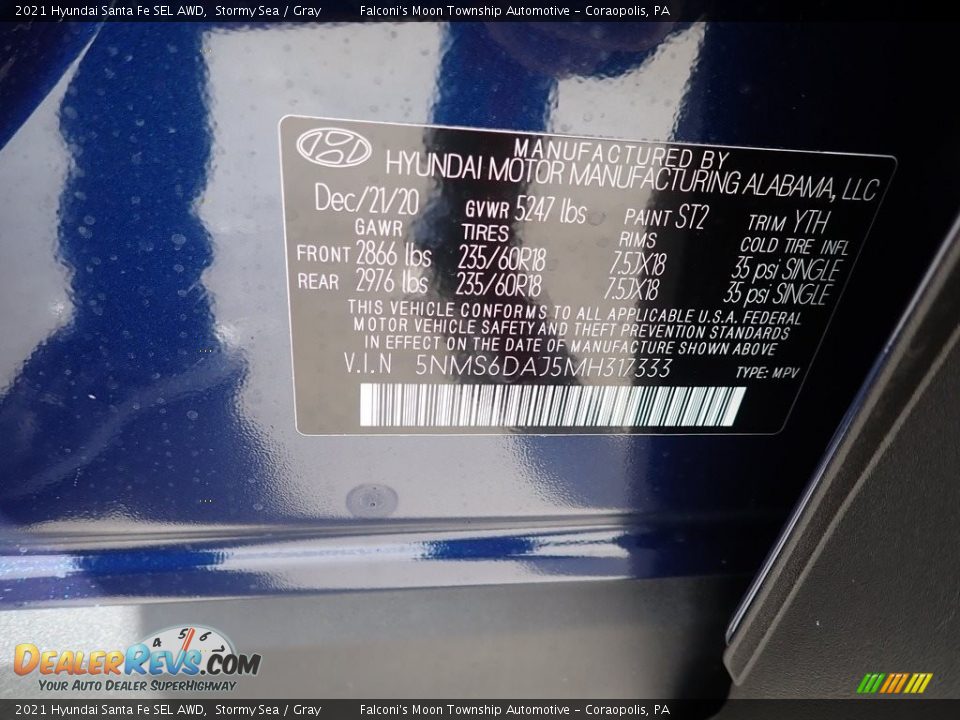 2021 Hyundai Santa Fe SEL AWD, Stormy Sea / Gray Falconi's Moon Township Automotive - Coraopolis, PA
MANUFACTURED BY
HYUNDAI MOTOR MANUFACTURING ALABAMA, LLC
Dec/21/20 GVWR 5247 lbs PAINT ST2 TRIM YTH
GAWR TIRES RIMS COLD TIRE INFL
FRONT 2866 lbs 235/60R18 7.5JX18 35 psi SINGLE
REAR 2976 lbs 235/60R18 7.5JX18 35 psi SINGLE
THIS VEHICLE CONFORMS TO ALL APPLICABLE U.S.A. FEDERAL
MOTOR VEHICLE SAFETY AND THEFT PREVENTION STANDARDS
IN EFFECT ON THE DATE OF MANUFACTURE SHOWN ABOVE
V.I.N 5NMS6DAJ5MH317333 TYPE: MPV
4 5 6
DEALERREVS.COM
YOUR AUTO DEALER SUPERHIGHWAY
2021 Hyundai Santa Fe SEL AWD, Stormy Sea / Gray Falconi's Moon Township Automotive - Coraopolis, PA